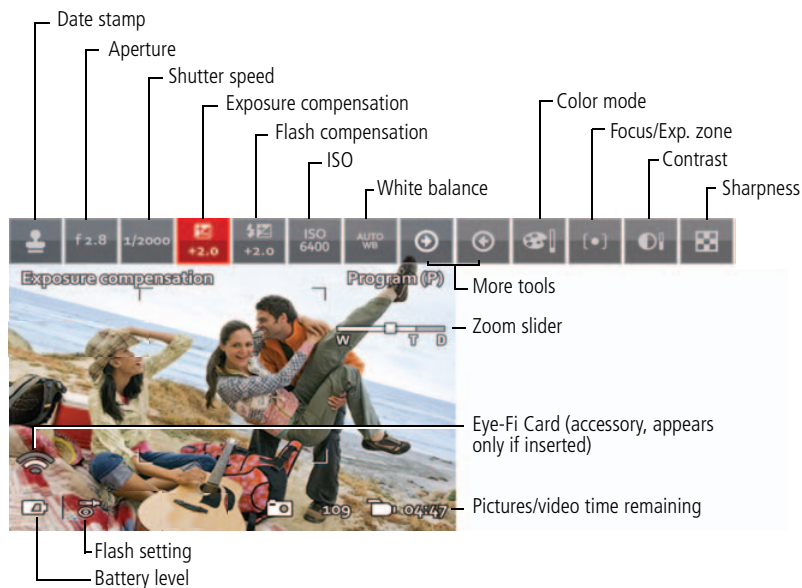 Date stamp
Aperture
Shutter speed
Exposure compensation
Flash compensation
ISO
White balance
Color mode
Focus/Exp. zone
Contrast
Sharpness
f 2.8
1/2000
+2.0
+2.0
ISO
6400
AUTO
WB
Exposure compensation
Program (P)
More tools
W T D
Zoom slider
Eye-Fi Card (accessory, appears
only if inserted)
109
04:47
Pictures/video time remaining
Flash setting
Battery level